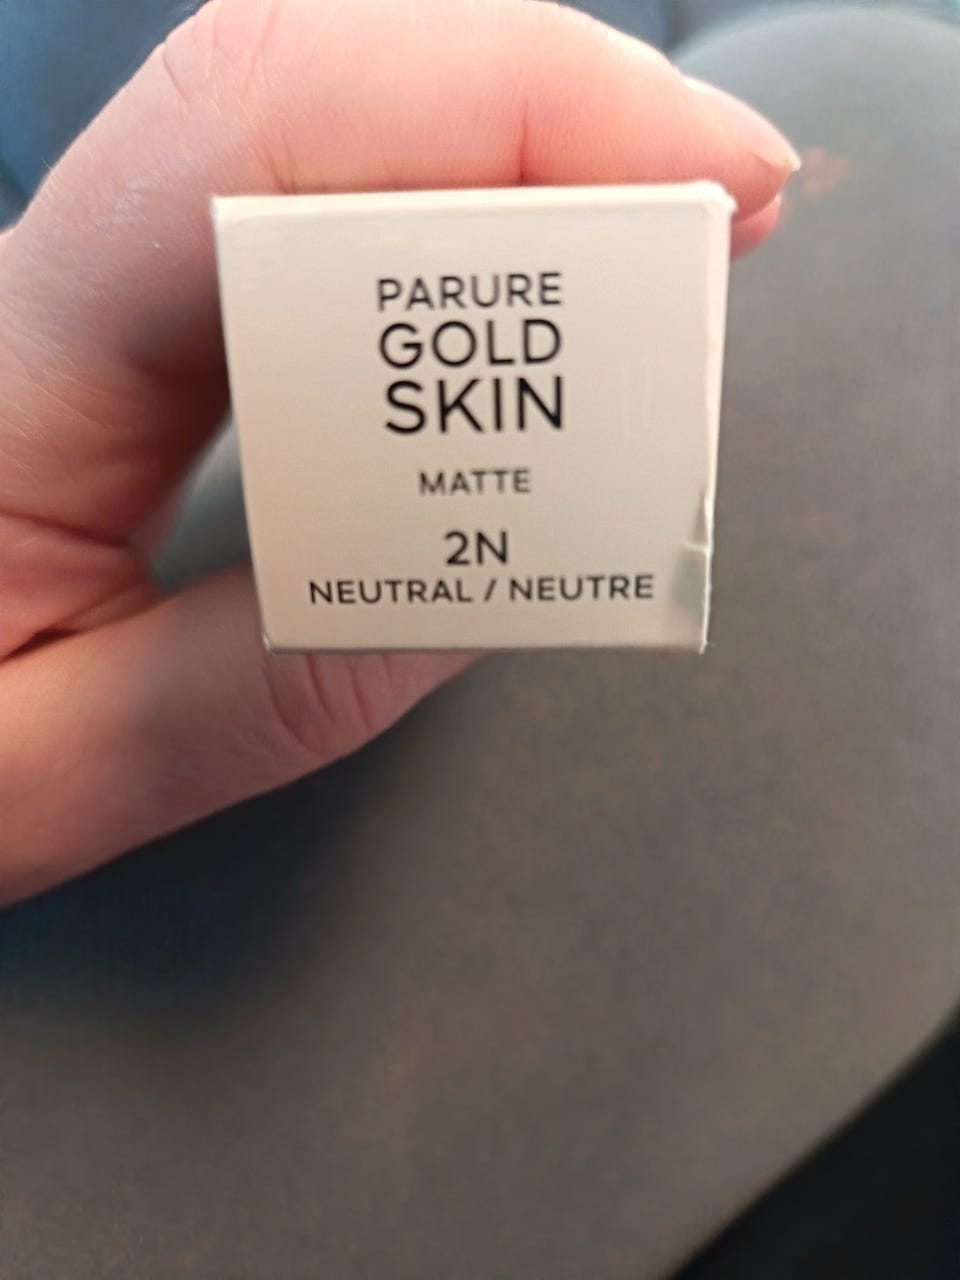 PARURE
GOLD
SKIN
MATTE
2N
NEUTRAL / NEUTRE